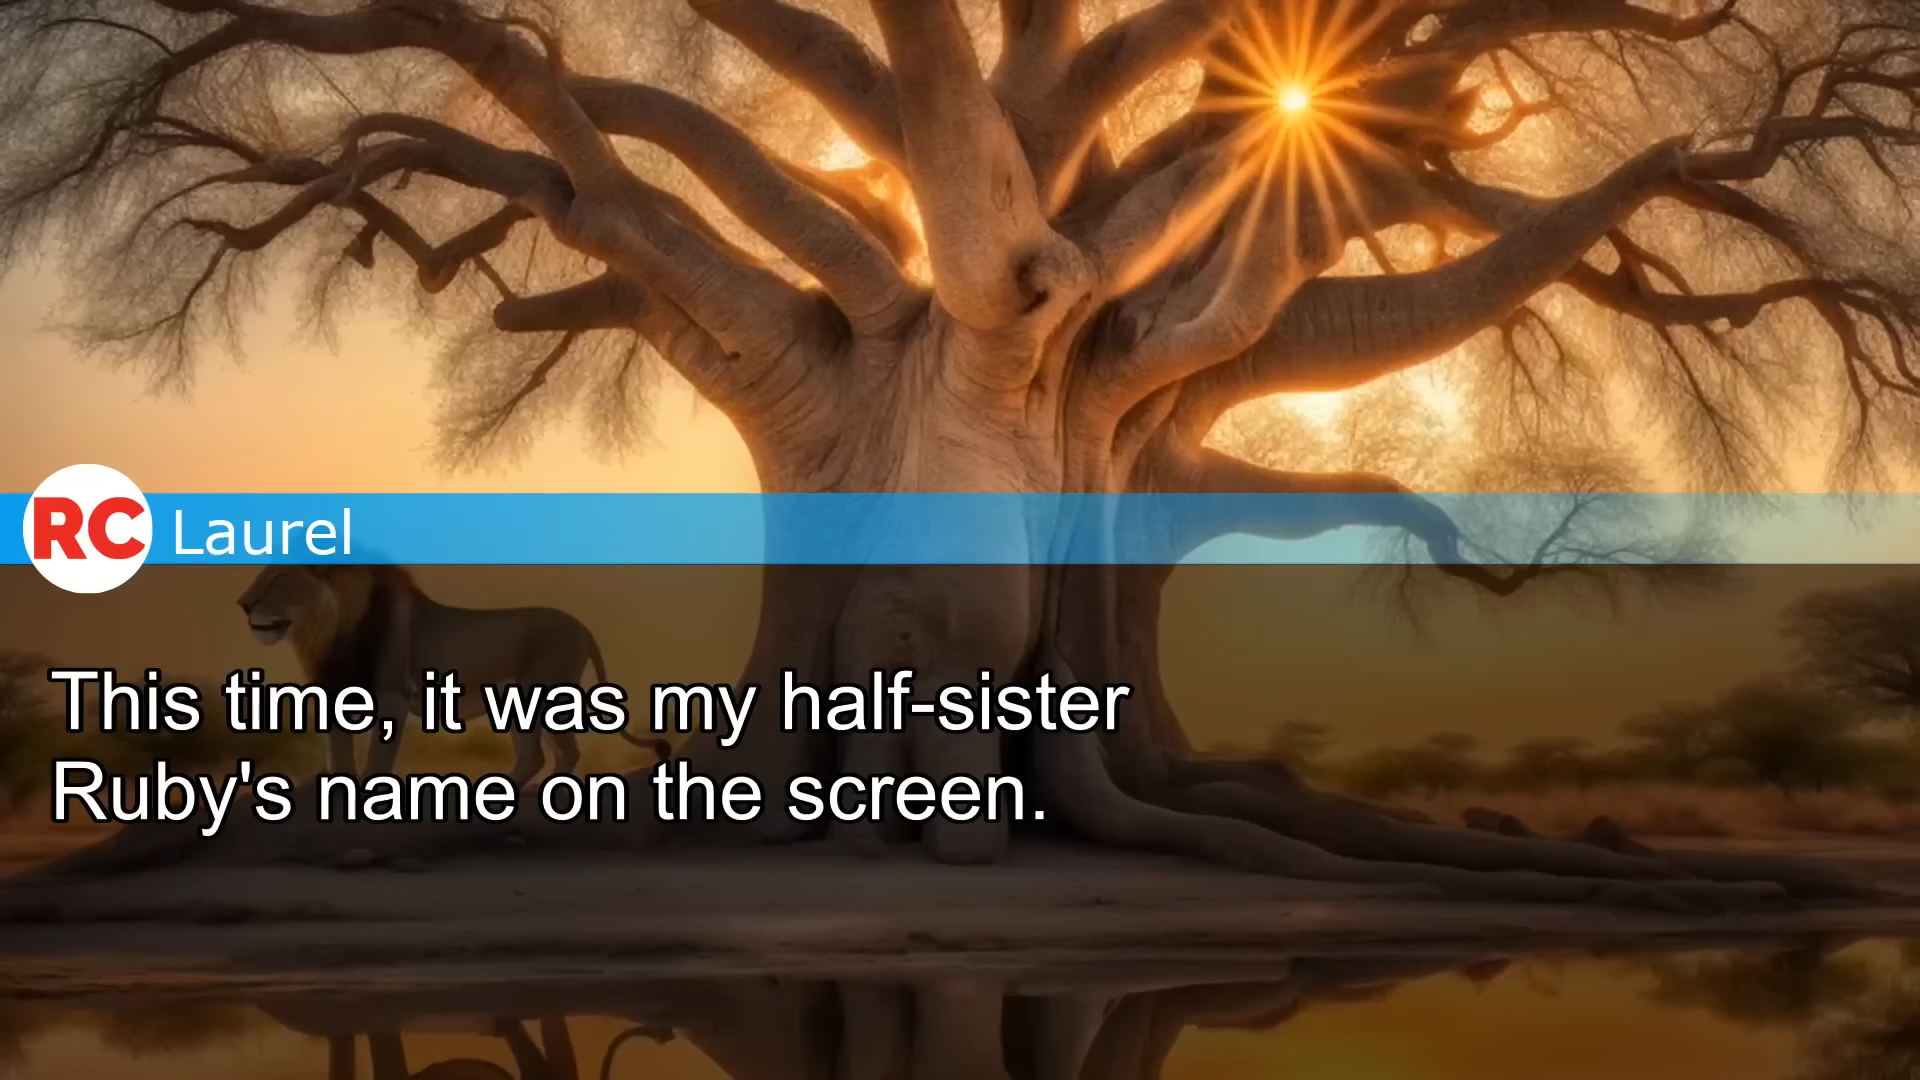 RC Laurel
This time, it was my half-sister
Ruby's name on the screen.